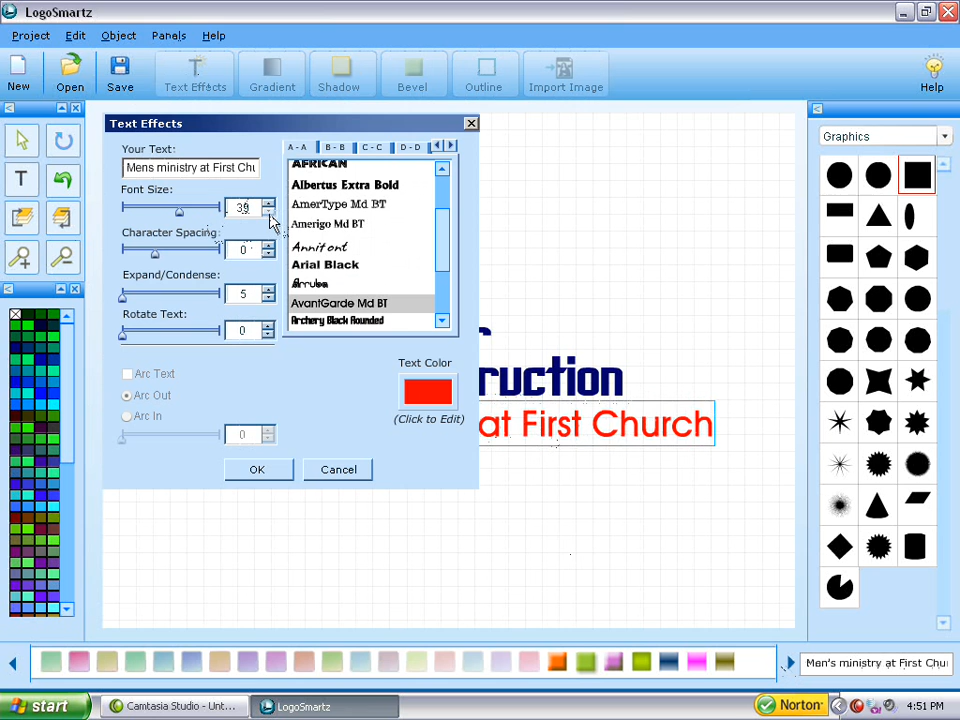 LogoSmartz
Project Edit Object Panels Help
New Open Save Text Effects Gradient Shadow Bevel Outline Import Image Help
Text Effects
Your Text:
Mens ministry at First Chu
Font Size:
39
Character Spacing:
0
Expand/Condense:
5
Rotate Text:
0
Arc Text
Arc Out
Arc In
0
OK Cancel
A - A B - B C - C D - D
AFRICAN
Albertus Extra Bold
AmerType Md BT
Amerigo Md BT
Annifont
Arial Black
Arruba
AvantGarde Md BT
Archery Black Rounded
Text Color
(Click to Edit)
ruction
at First Church
Graphics
Men's ministry at First Chu
start Camtasia Studio - Unt... LogoSmartz Norton 4:51 PM